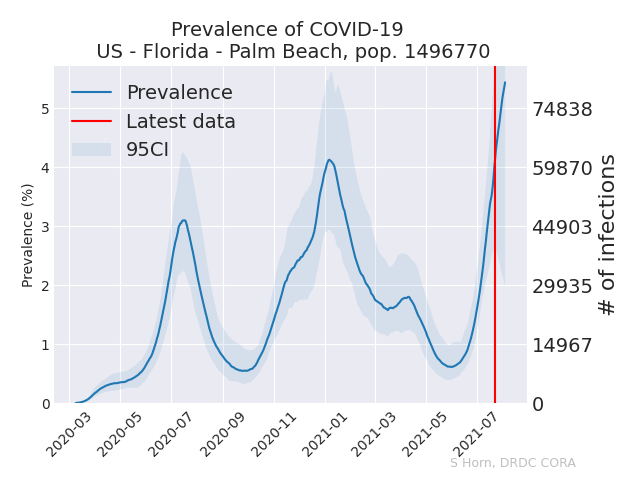 Prevalence of COVID-19
US - Florida - Palm Beach, pop. 1496770
Prevalence
Latest data
95CI
Prevalence (%)
5
4
3
2
1
0
74838
59870
44903
29935
14967
0
# of infections
2020-03
2020-05
2020-07
2020-09
2020-11
2021-01
2021-03
2021-05
2021-07
S Horn, DRDC CORA